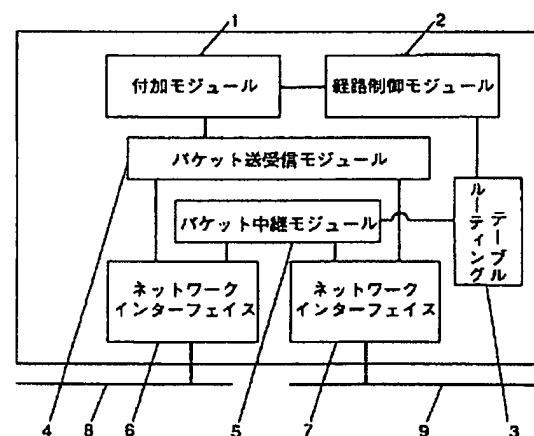 1
2
付加モジュール
経路制御モジュール
パケット送受信モジュール
パケット中継モジュール
ルーティング
テーブル
ネットワーク
インターフェイス
ネットワーク
インターフェイス
4
8
6
5
7
9
3